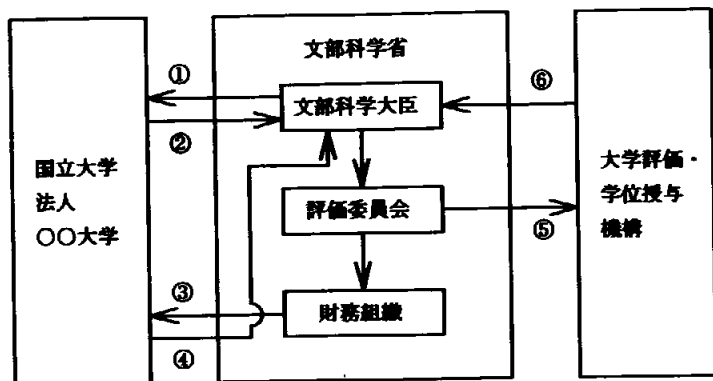 文部科学省
①
⑥
文部科学大臣
②
国立大学
法人
○○大学
大学評価・
学位授与
機構
評価委員会
⑤
③
財務組織
④